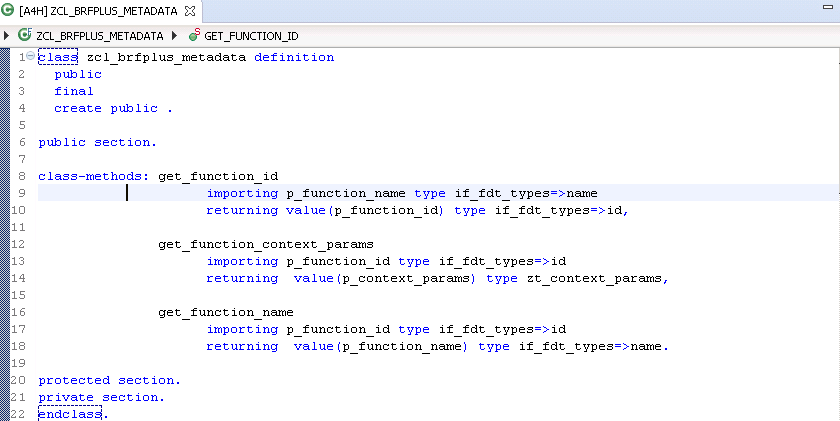 [A4H] ZCL_BRFPLUS_METADATA
ZCL_BRFPLUS_METADATA GET_FUNCTION_ID
1 class zcl_brfplus_metadata definition
2 public
3 final
4 create public .
5
6 public section.
7
8 class-methods: get_function_id
9 importing p_function_name type if_fdt_types=>name
10 returning value(p_function_id) type if_fdt_types=>id,
11
12 get_function_context_params
13 importing p_function_id type if_fdt_types=>id
14 returning  value(p_context_params) type zt_context_params,
15
16 get_function_name
17 importing p_function_id type if_fdt_types=>id
18 returning  value(p_function_name) type if_fdt_types=>name.
19
20 protected section.
21 private section.
22 endclass.